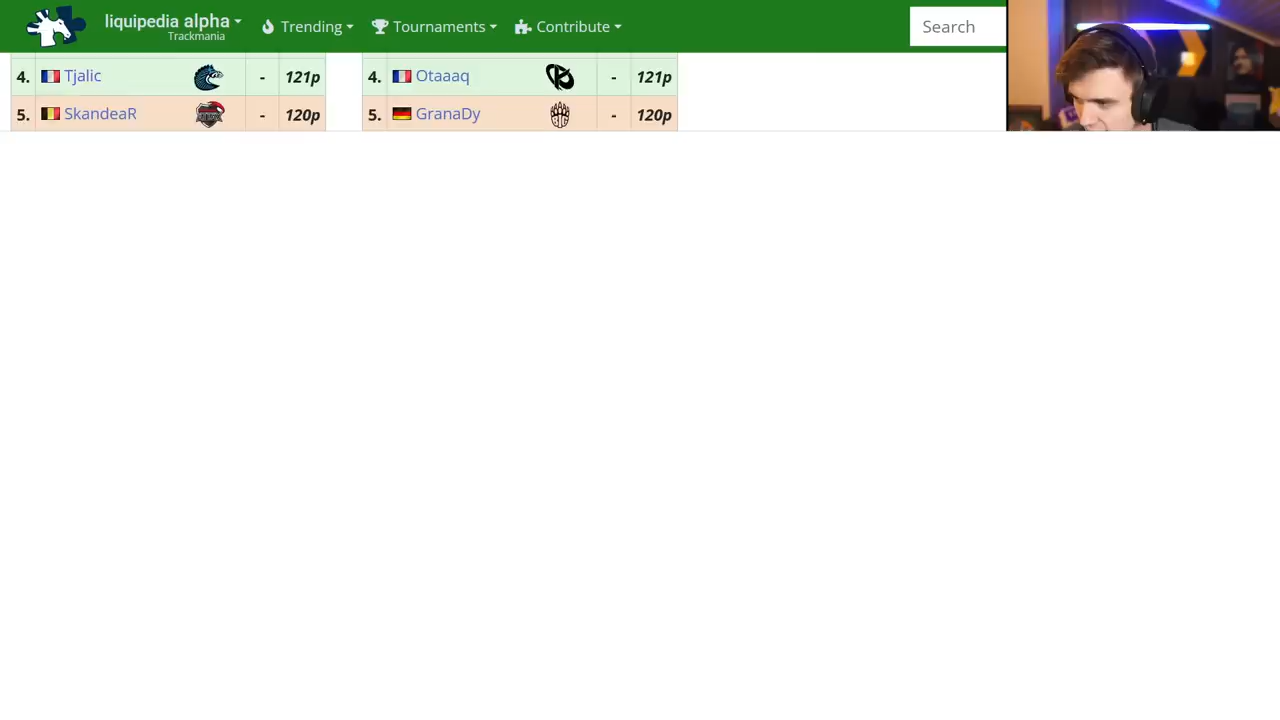 liquipedia alpha
Trackmania
Trending
Tournaments
Contribute
Search
4. Tjalic - 121p
4. Otaaaq - 121p
5. SkandeaR - 120p
5. GranaDy - 120p